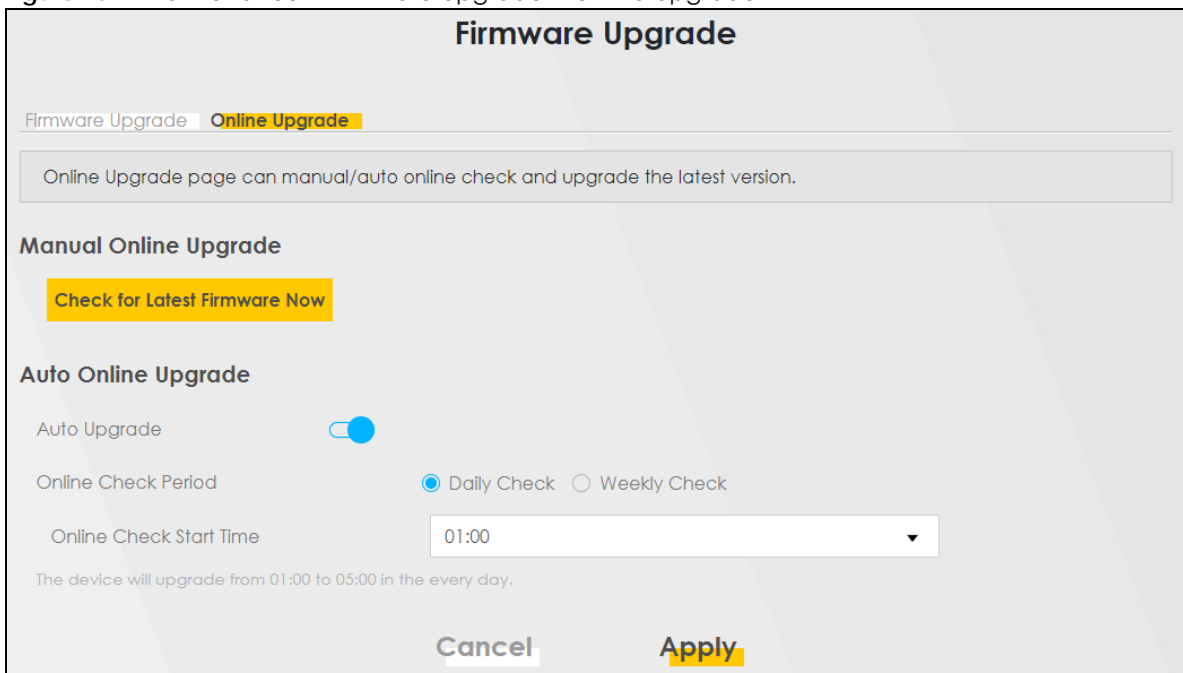 Firmware Upgrade
Firmware Upgrade Online Upgrade
Online Upgrade page can manual/auto online check and upgrade the latest version.
Manual Online Upgrade
Check for Latest Firmware Now
Auto Online Upgrade
Auto Upgrade
Online Check Period Daily Check Weekly Check
Online Check Start Time 01:00
The device will upgrade from 01:00 to 05:00 in the every day.
Cancel Apply